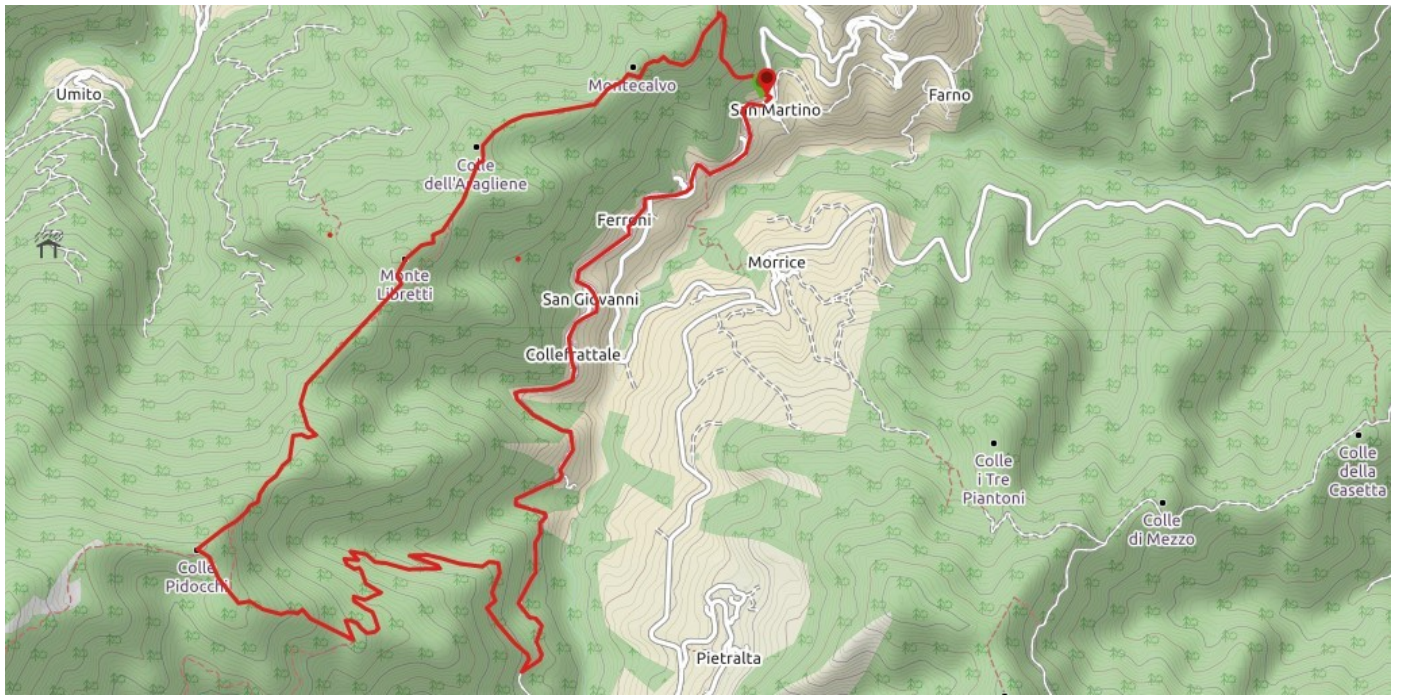 Umito
Montecalvo
San Martino
Farno
Colle
dell'Aragliene
Ferroni
Monte
Libretti
Morrice
San Giovanni
Collefrattale
Colle
i Tre
Piantoni
Colle
della
Casetta
Colle
di Mezzo
Colle
Pidocchi
Pietralta